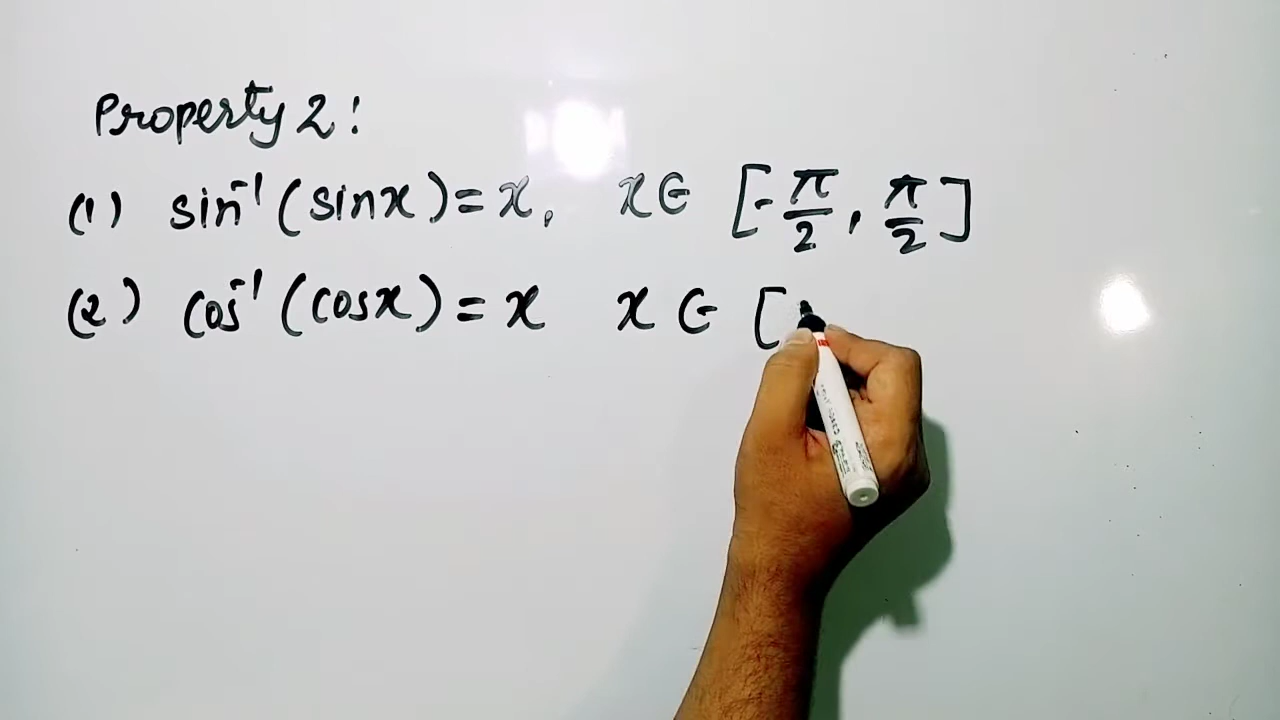 Property 2:
(1) sin⁻¹(sinx)=x, x∈ [-π/2, π/2]
(2) cos⁻¹(cosx)=x x∈ [